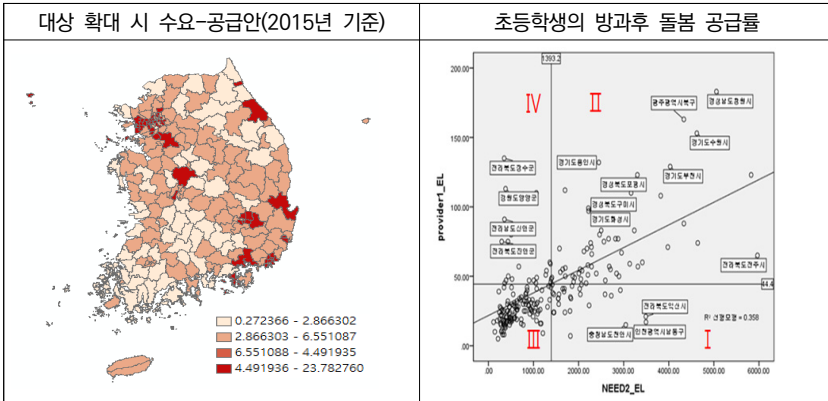 대상 확대 시 수요-공급안(2015년 기준)
초등학생의 방과후 돌봄 공급률
0.272366 - 2.866302
2.866303 - 6.551087
6.551088 - 4.491935
4.491936 - 23.782760
1393.2
200.00
150.00
100.00
50.00
.00
provider1_EL
IV
II
III
I
광주광역시북구
경상남도창원시
경기도수원시
전라북도장수군
경기도용인시
경기도부천시
강원도양양군
경상북도포항시
경상북도구미시
전라남도신안군
경기도화성시
전라북도진안군
전라북도전주시
44.4
전라북도익산시
R² 선형모형 = 0.358
충청남도천안시
인천광역시남동구
.00
1000.00
2000.00
3000.00
4000.00
5000.00
6000.00
NEED2_EL